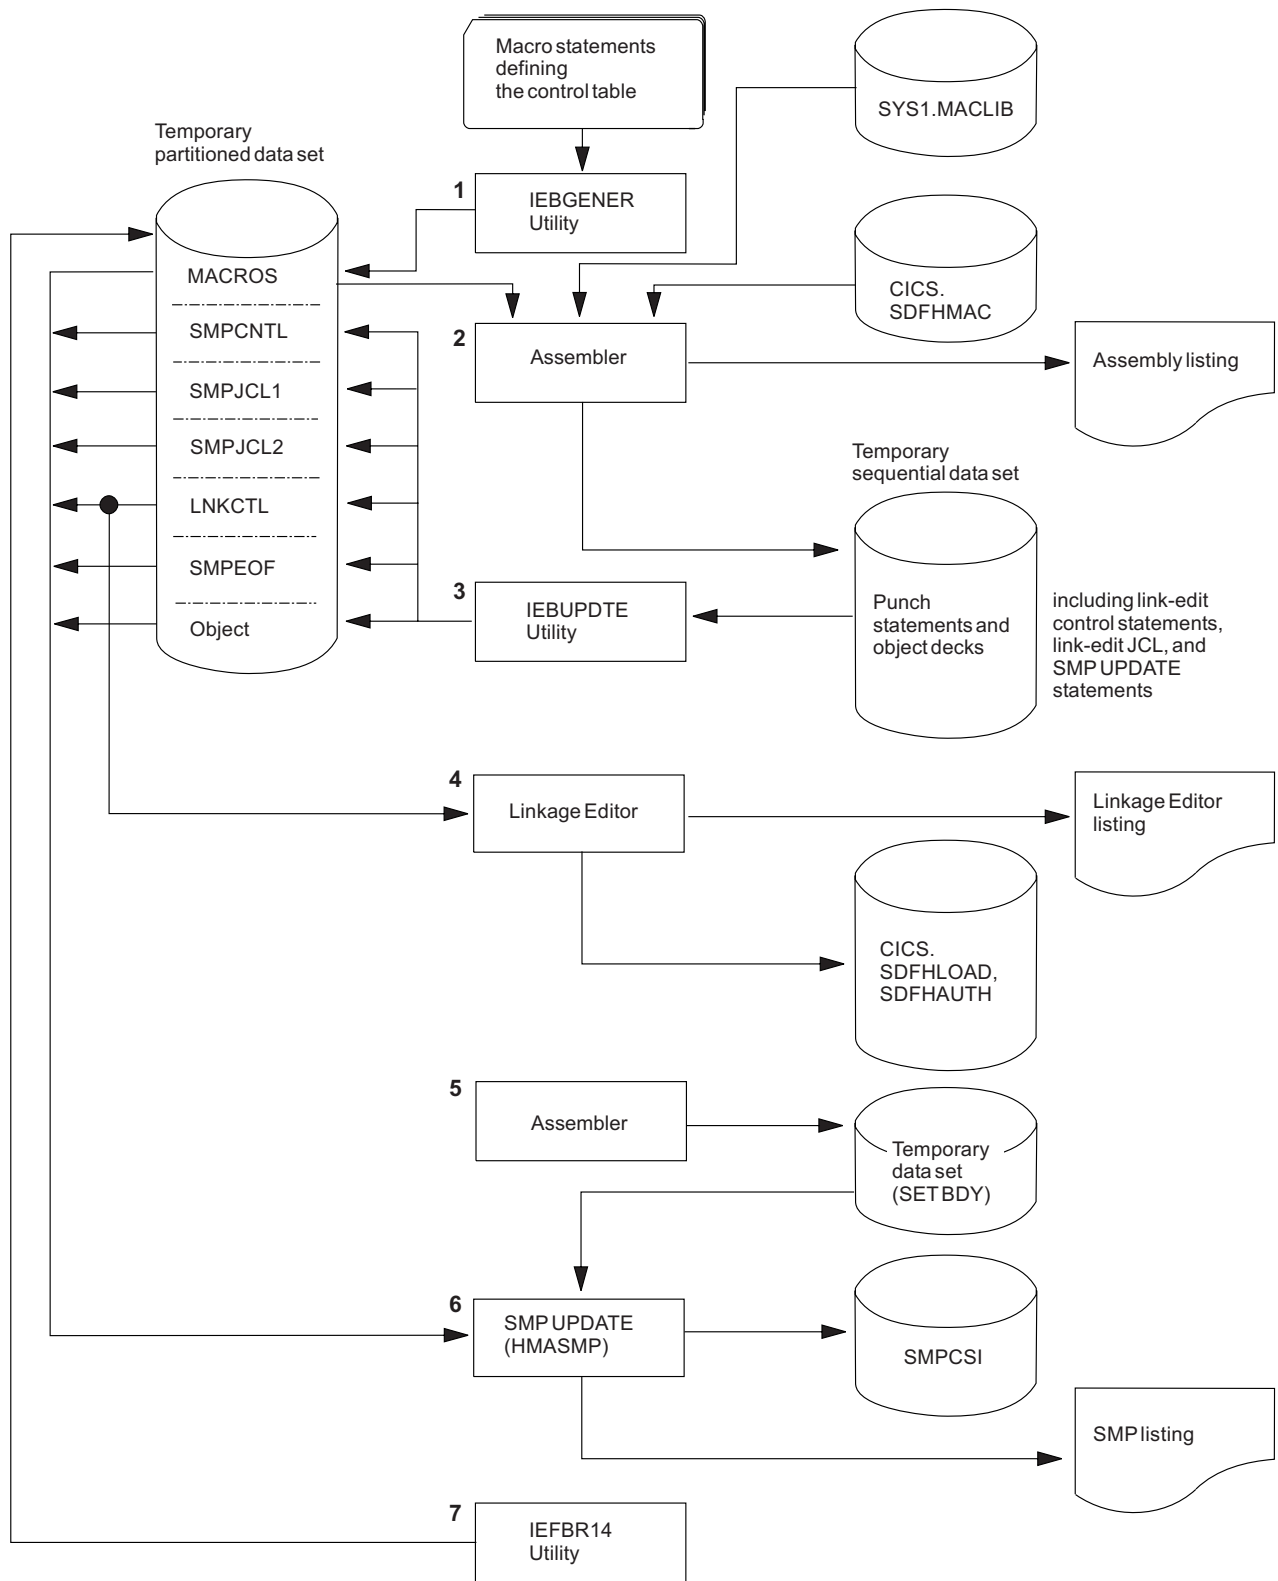 Macro statements
defining
the control table
SYS1.MACLIB
Temporary
partitioned data set
1
IEBGENER
Utility
MACROS
CICS.
SDFHMAC
SMPCNTL
2
Assembler
Assembly listing
SMPJCL1
SMPJCL2
Temporary
sequential data set
LNKCTL
SMPEOF
3
IEBUPDTE
Utility
Punch
statements and
object decks
including link-edit
control statements,
link-edit JCL, and
SMP UPDATE
statements
Object
4
Linkage Editor
Linkage Editor
listing
CICS.
SDFHLOAD,
SDFHAUTH
5
Assembler
Temporary
data set
(SET BDY)
6
SMP UPDATE
(HMASMP)
SMPCSI
SMP listing
7
IEFBR14
Utility